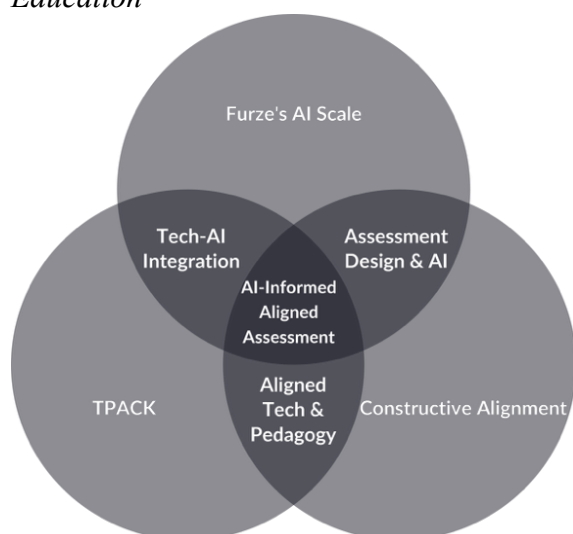 Education
Furze's AI Scale
Tech-AI
Integration
Assessment
Design & AI
AI-Informed
Aligned
Assessment
TPACK
Aligned
Tech &
Pedagogy
Constructive Alignment